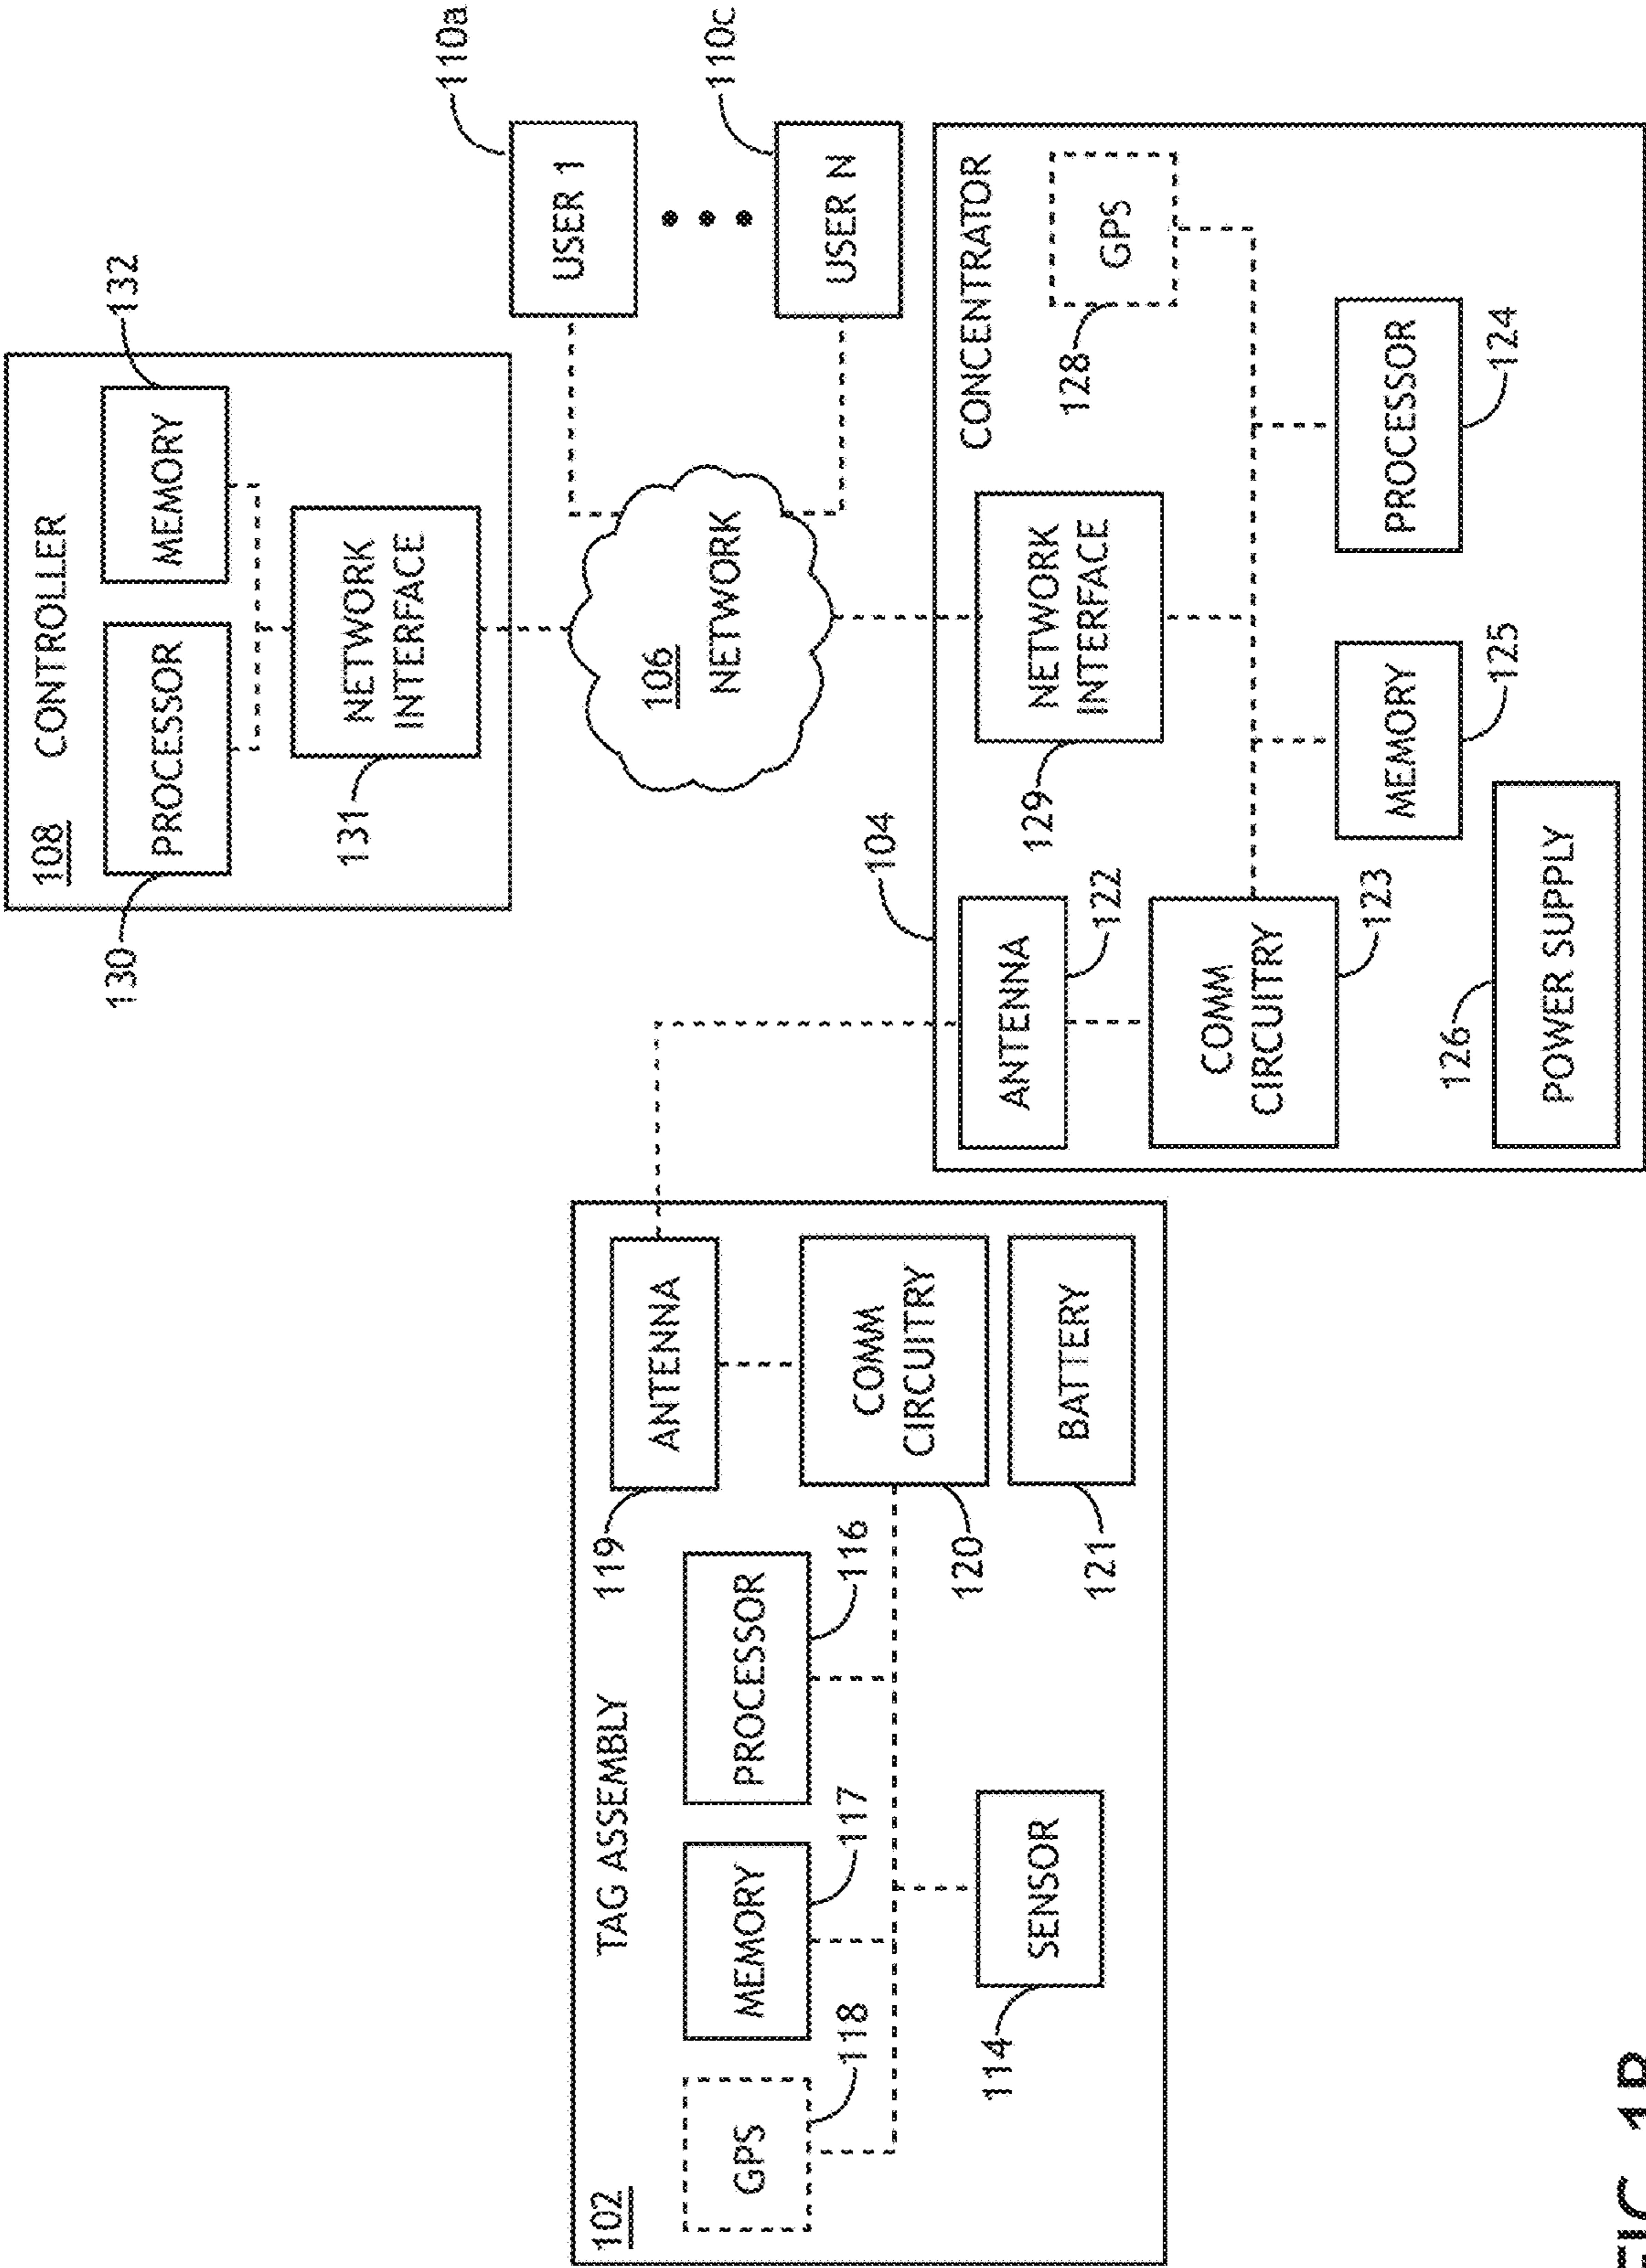 108 CONTROLLER
PROCESSOR
MEMORY
130
132
NETWORK
INTERFACE
131
110a
USER 1
USER N
110c
106
NETWORK
102
TAG ASSEMBLY
GPS
118
MEMORY
117
PROCESSOR
116
119
ANTENNA
COMM
CIRCUITRY
120
SENSOR
114
BATTERY
121
104
CONCENTRATOR
ANTENNA
122
NETWORK
INTERFACE
129
GPS
128
COMM
CIRCUITRY
123
MEMORY
125
PROCESSOR
124
126
POWER SUPPLY
FIG. 1B